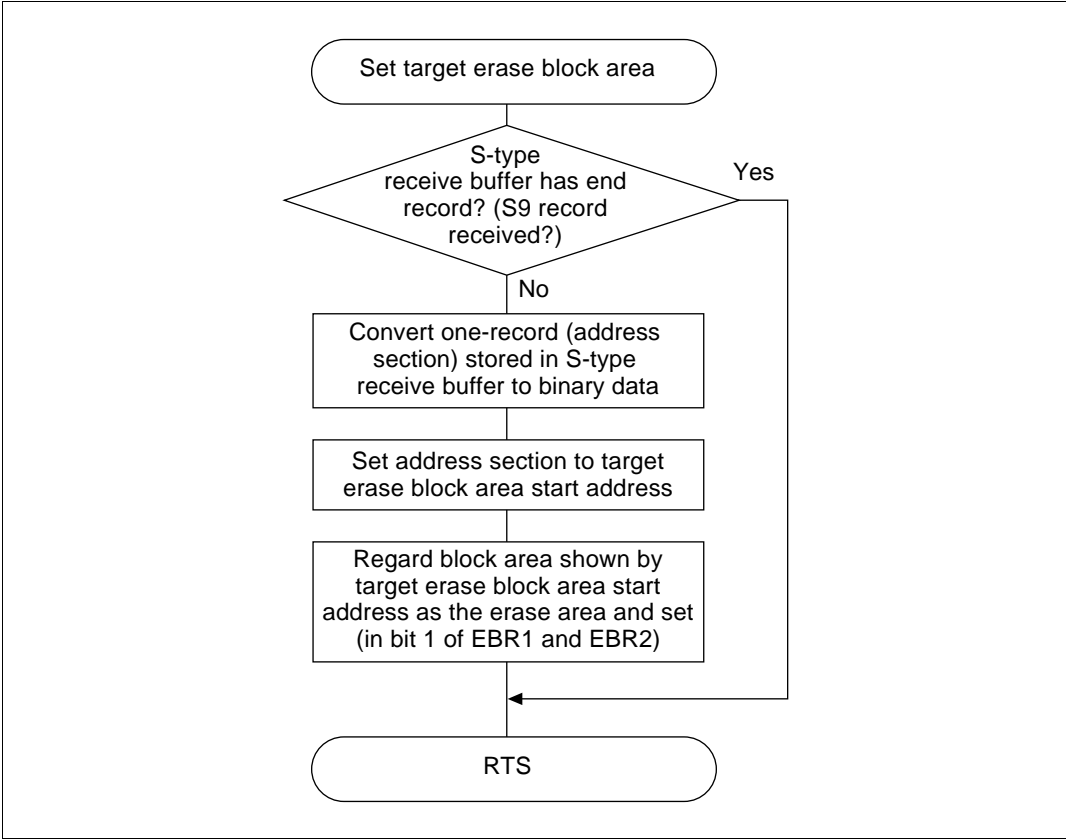 Set target erase block area
S-type
receive buffer has end
record? (S9 record
received?)
Yes
No
Convert one-record (address
section) stored in S-type
receive buffer to binary data
Set address section to target
erase block area start address
Regard block area shown by
target erase block area start
address as the erase area and set
(in bit 1 of EBR1 and EBR2)
RTS